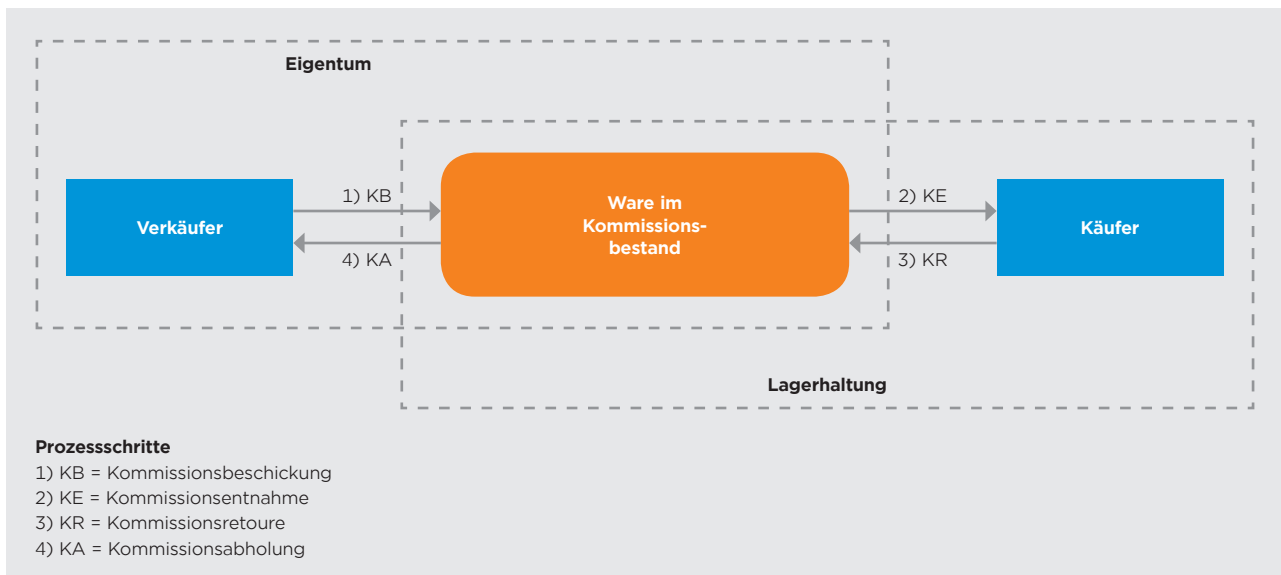 Eigentum
Verkäufer
1) KB
4) KA
Ware im
Kommissions-
bestand
2) KE
3) KR
Käufer
Lagerhaltung
Prozessschritte
1) KB = Kommissionsbeschickung
2) KE = Kommissionsentnahme
3) KR = Kommissionsretoure
4) KA = Kommissionsabholung